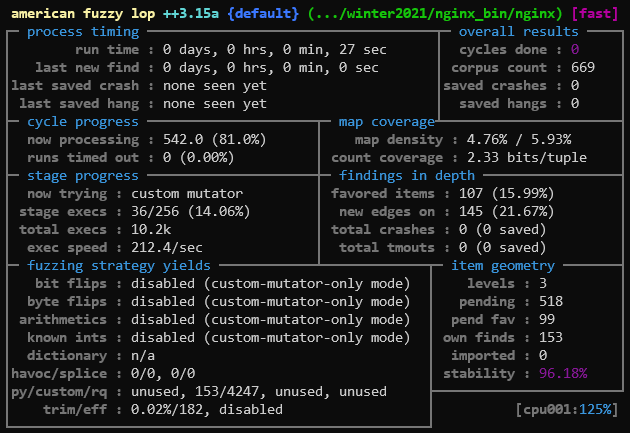 american fuzzy lop ++3.15a {default} (.../winter2021/nginx_bin/nginx) [fast]
process timing overall results
run time : 0 days, 0 hrs, 0 min, 27 sec cycles done : 0
last new find : 0 days, 0 hrs, 0 min, 0 sec corpus count : 669
last saved crash : none seen yet saved crashes : 0
last saved hang : none seen yet saved hangs : 0
cycle progress map coverage
now processing : 542.0 (81.0%) map density : 4.76% / 5.93%
runs timed out : 0 (0.00%) count coverage : 2.33 bits/tuple
stage progress findings in depth
now trying : custom mutator favored items : 107 (15.99%)
stage execs : 36/256 (14.06%) new edges on : 145 (21.67%)
total execs : 10.2k total crashes : 0 (0 saved)
exec speed : 212.4/sec total tmouts : 0 (0 saved)
fuzzing strategy yields item geometry
bit flips : disabled (custom-mutator-only mode) levels : 3
byte flips : disabled (custom-mutator-only mode) pending : 518
arithmetics : disabled (custom-mutator-only mode) pend fav : 99
known ints : disabled (custom-mutator-only mode) own finds : 153
dictionary : n/a imported : 0
havoc/splice : 0/0, 0/0 stability : 96.18%
py/custom/rq : unused, 153/4247, unused, unused
trim/eff : 0.02%/182, disabled [cpu001:125%]